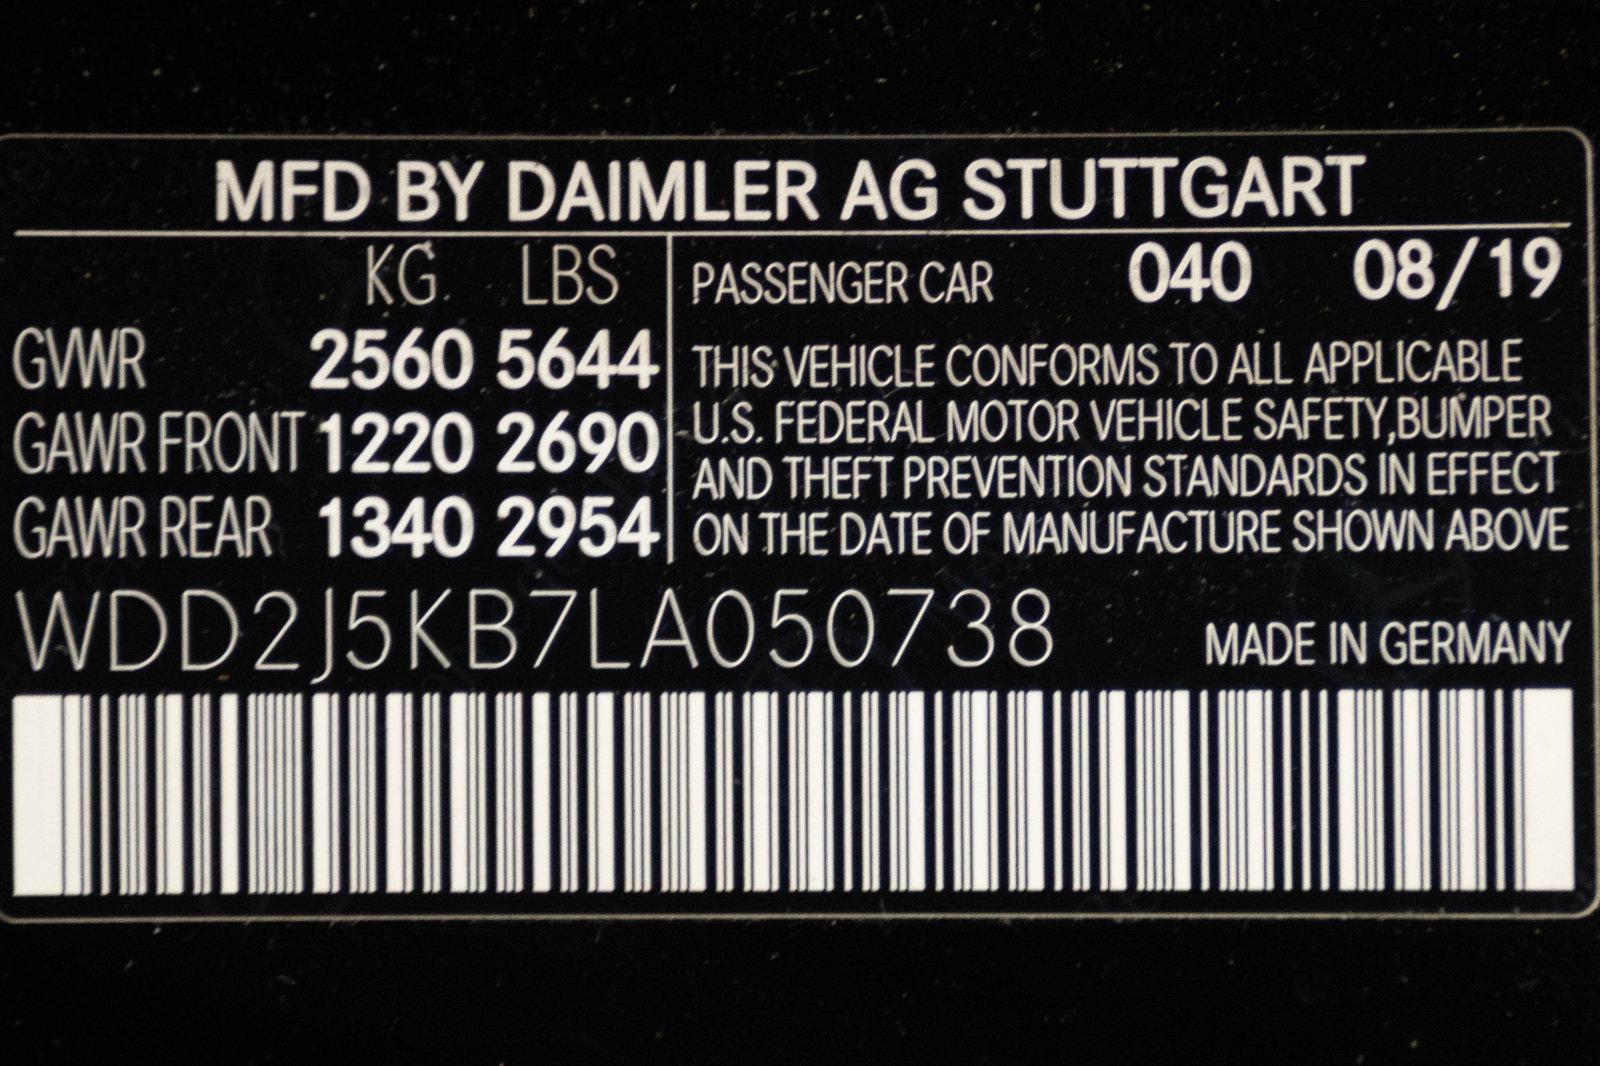 MFD BY DAIMLER AG STUTTGART
KG LBS
GVWR 2560 5644
GAWR FRONT 1220 2690
GAWR REAR 1340 2954
PASSENGER CAR 040 08/19
THIS VEHICLE CONFORMS TO ALL APPLICABLE
U.S. FEDERAL MOTOR VEHICLE SAFETY,BUMPER
AND THEFT PREVENTION STANDARDS IN EFFECT
ON THE DATE OF MANUFACTURE SHOWN ABOVE
WDD2J5KB7LA050738
MADE IN GERMANY